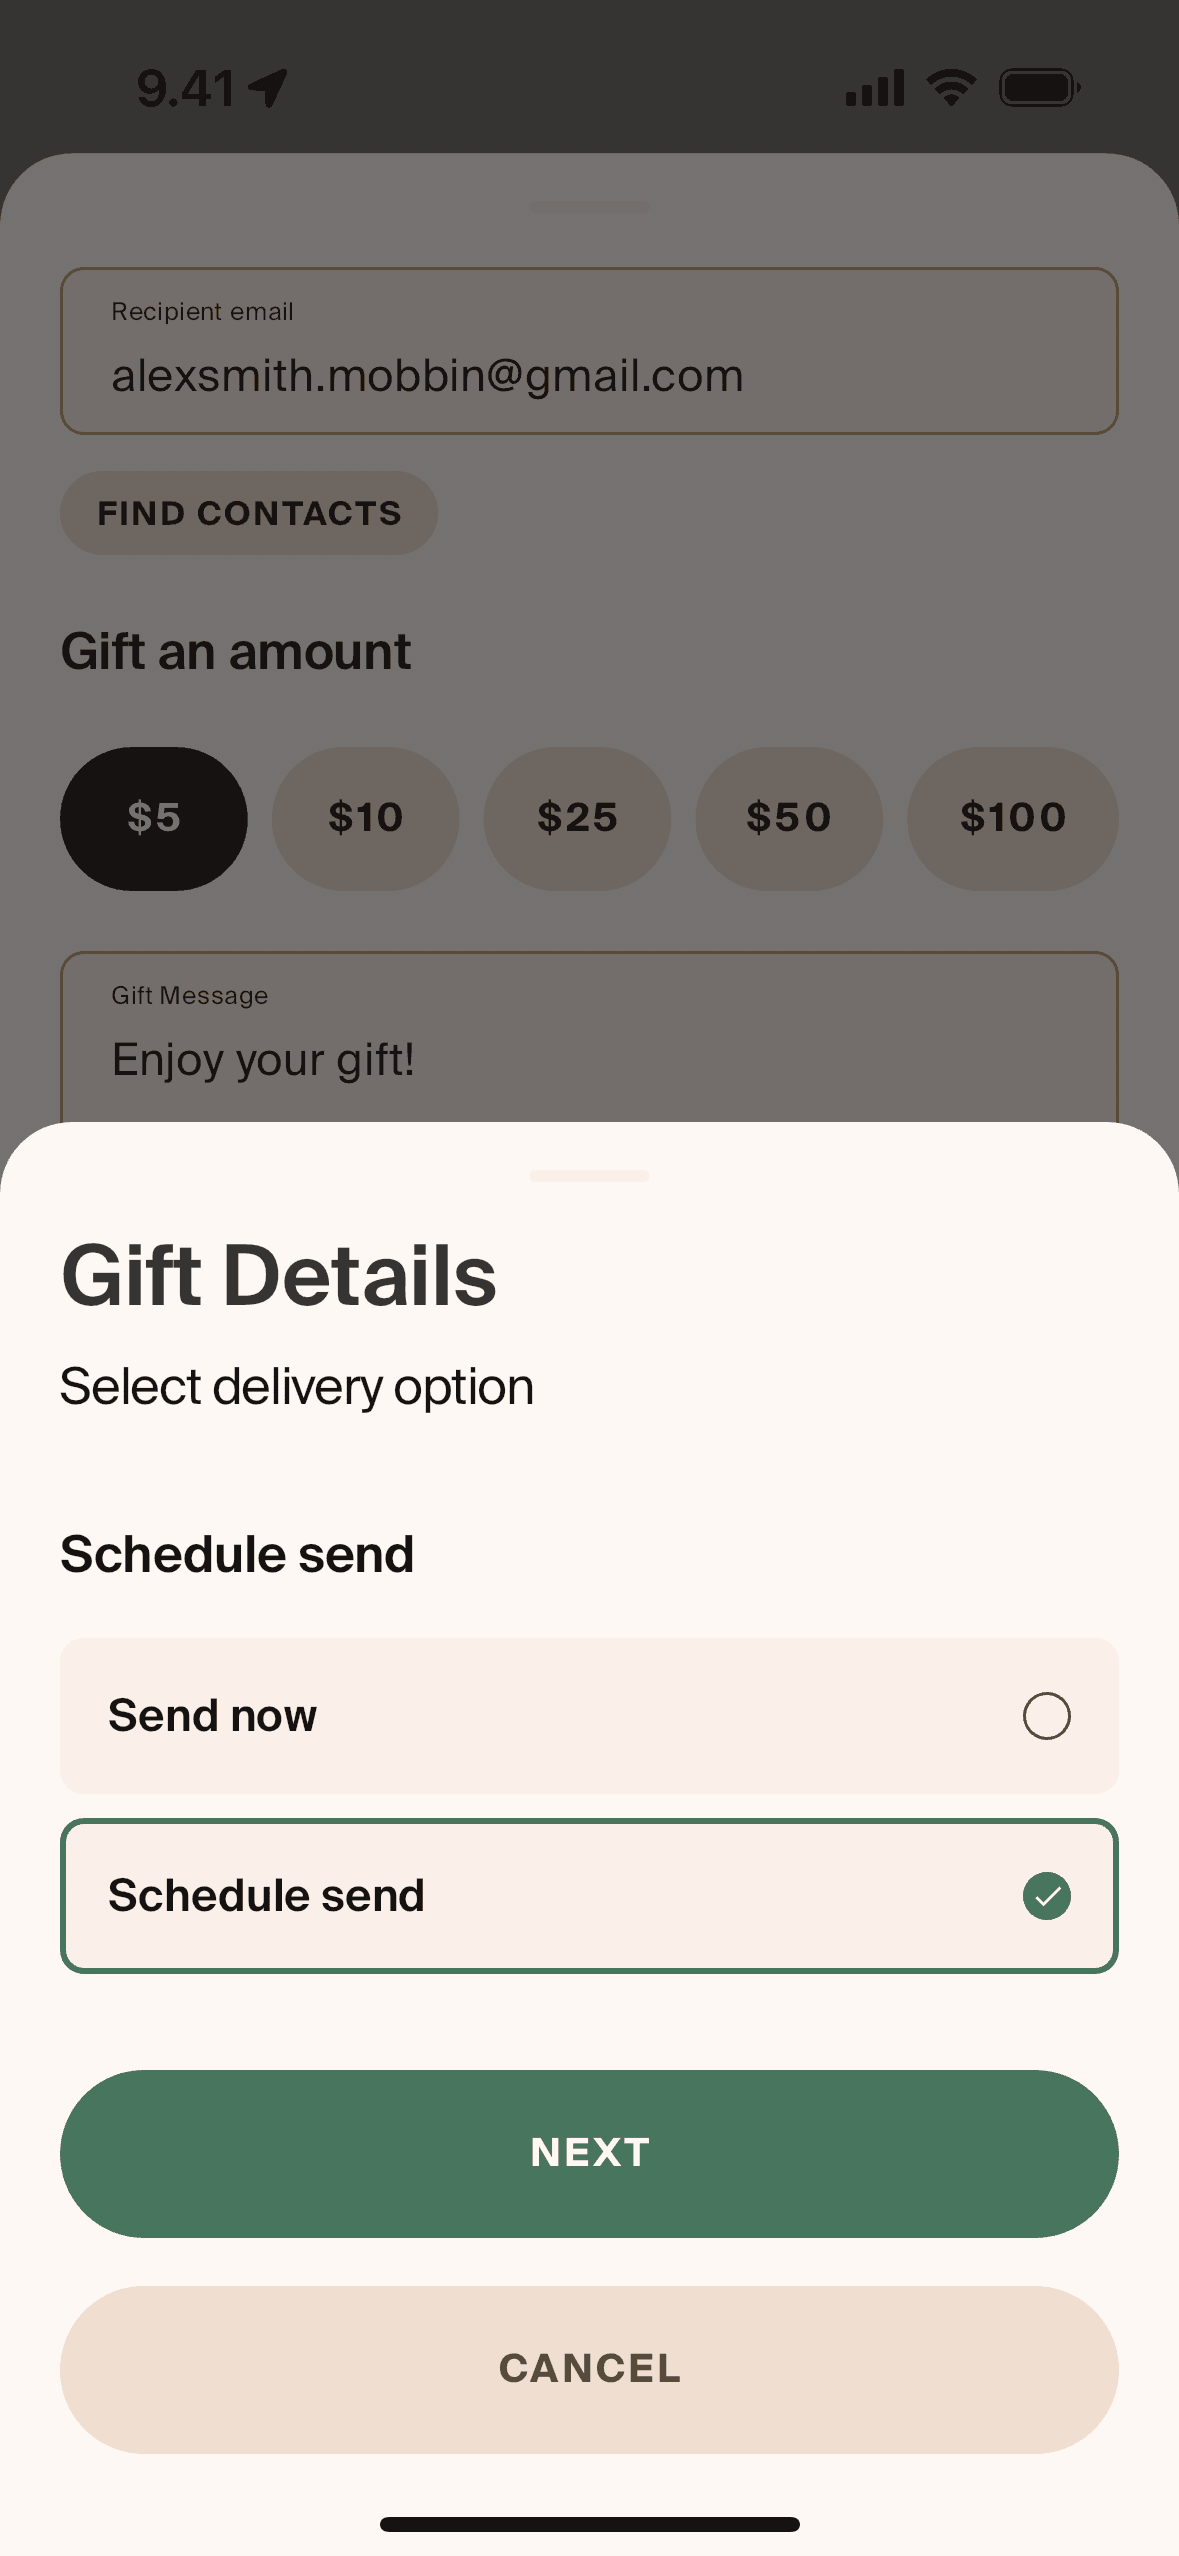 9.41
Recipient email
alexsmith.mobbin@gmail.com
FIND CONTACTS
Gift an amount
$5 $10 $25 $50 $100
Gift Message
Enjoy your gift!
Gift Details
Select delivery option
Schedule send
Send now
Schedule send
NEXT
CANCEL